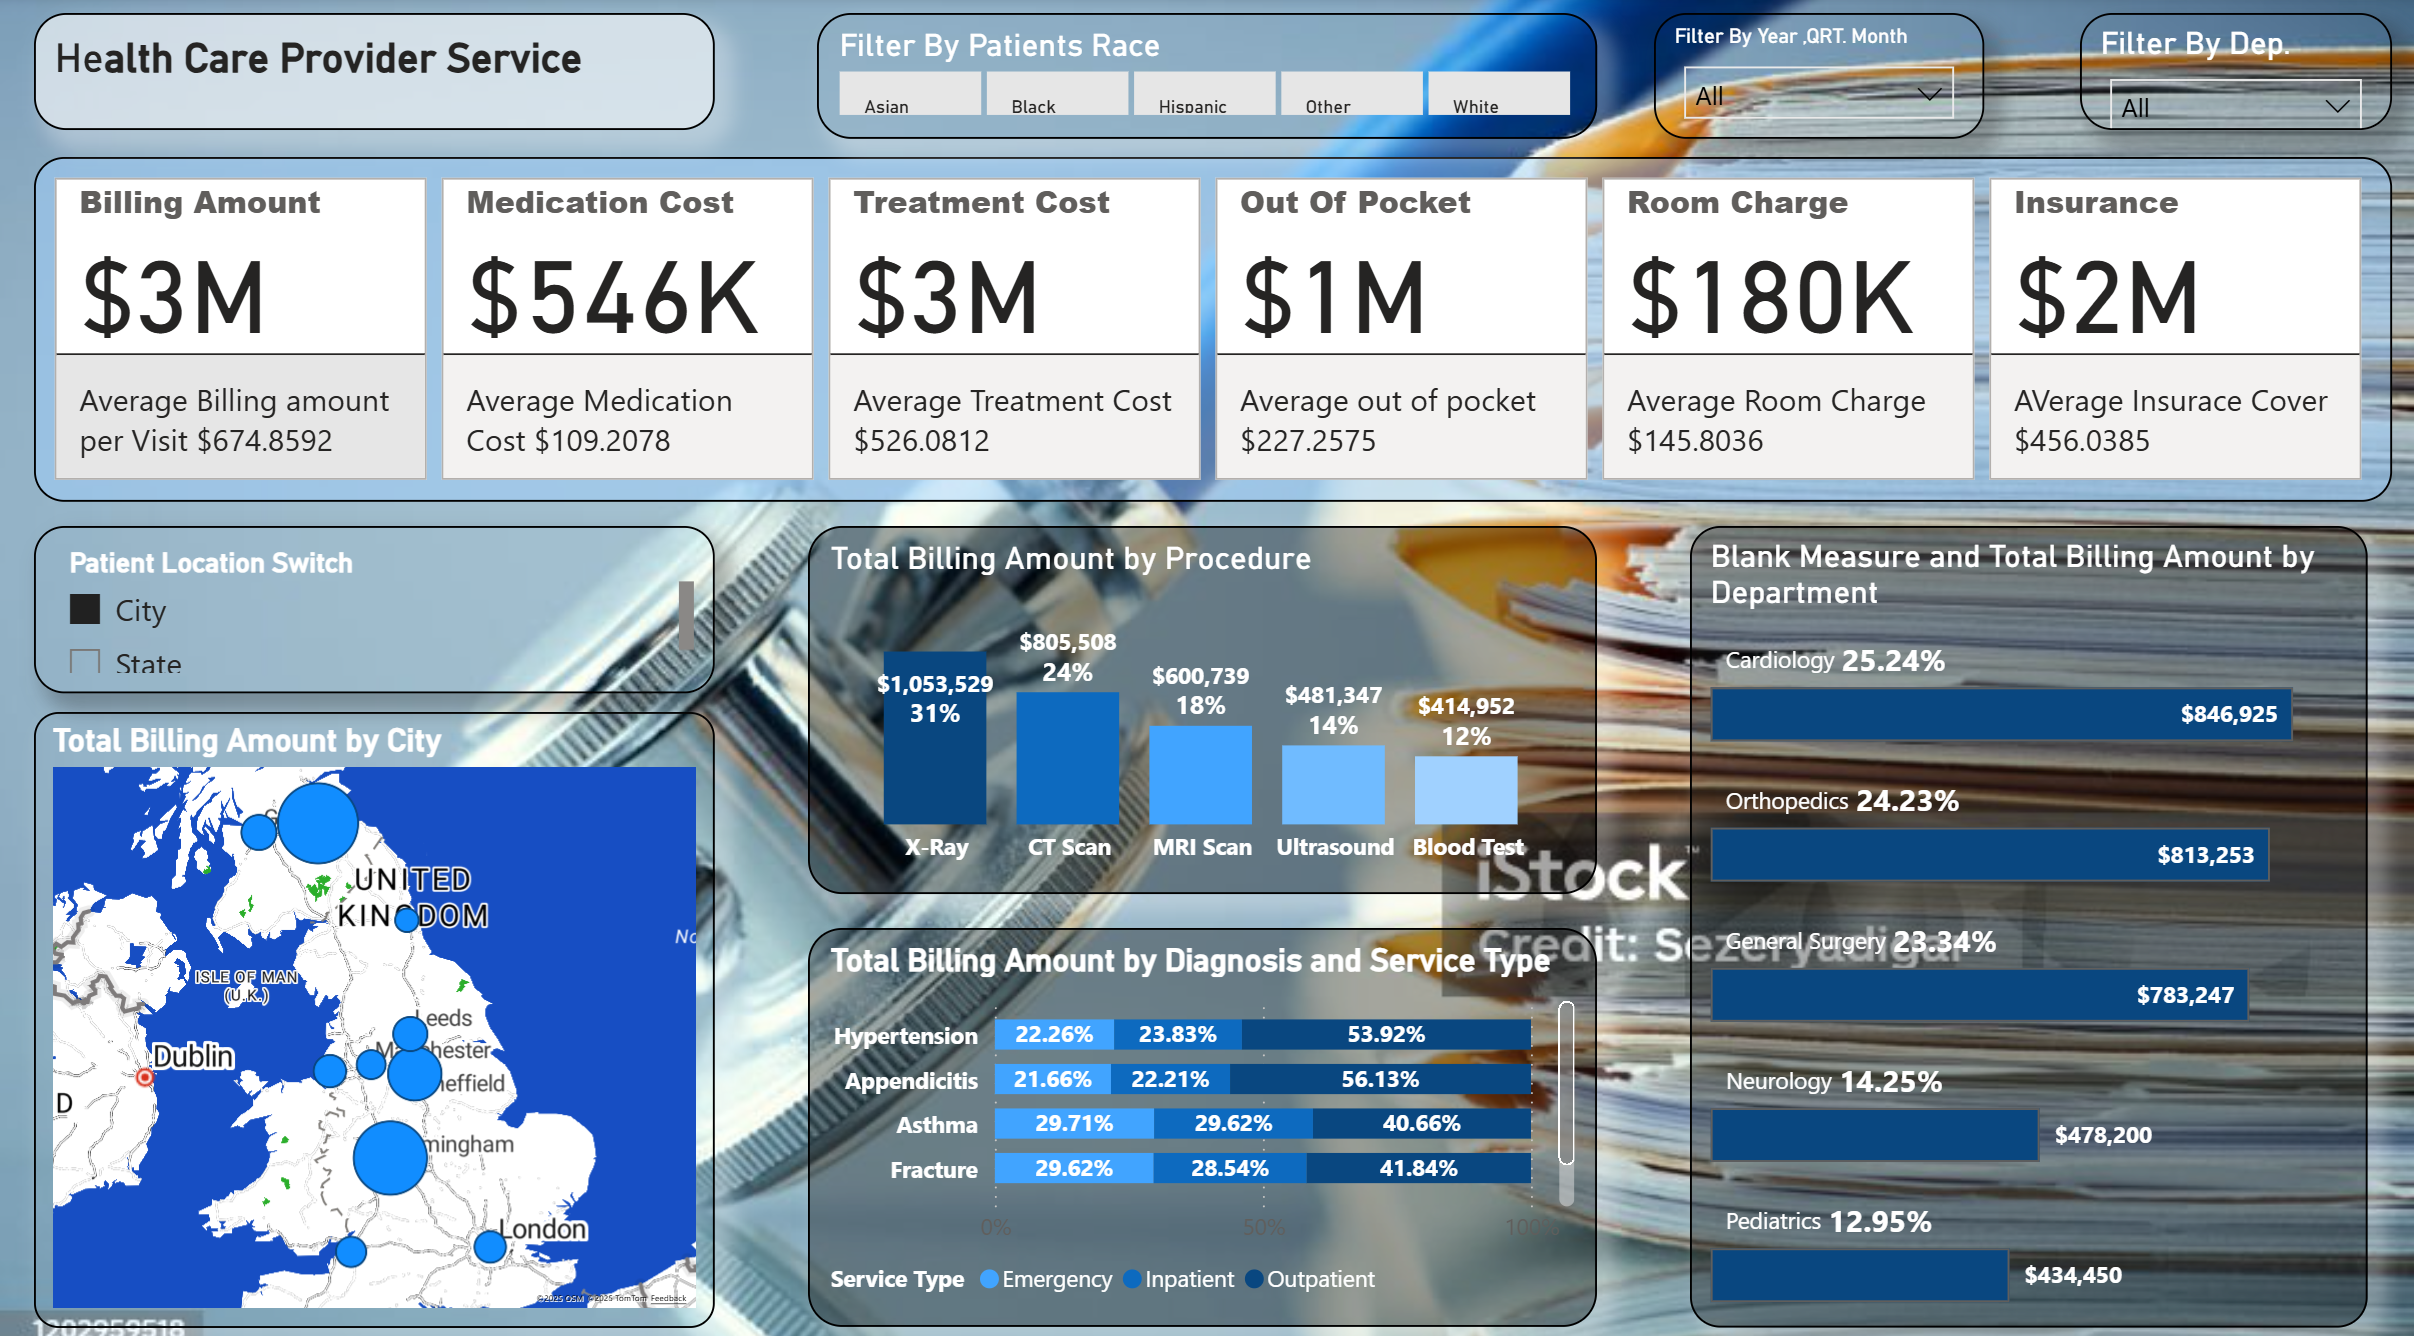 Health Care Provider Service
Filter By Patients Race
Asian
Black
Hispanic
Other
White
Filter By Year ,QRT. Month
All
Filter By Dep.
All
Billing Amount
$3M
Average Billing amount
per Visit $674.8592
Medication Cost
$546K
Average Medication
Cost $109.2078
Treatment Cost
$3M
Average Treatment Cost
$526.0812
Out Of Pocket
$1M
Average out of pocket
$227.2575
Room Charge
$180K
Average Room Charge
$145.8036
Insurance
$2M
AVerage Insurace Cover
$456.0385
Patient Location Switch
City
State
Total Billing Amount by City
UNITED
KINGDOM
ISLE OF MAN
(U.K.)
Leeds
Dublin
D
London
©2025 OSM ©2025 TomTom Feedback
Total Billing Amount by Procedure
$1,053,529
31%
$805,508
24%
$600,739
18%
$481,347
14%
$414,952
12%
X-Ray
CT Scan
MRI Scan
Ultrasound
Blood Test
iStock™
Credit: Sezeryadigar
Total Billing Amount by Diagnosis and Service Type
Hypertension 22.26% 23.83% 53.92%
Appendicitis 21.66% 22.21% 56.13%
Asthma 29.71% 29.62% 40.66%
Fracture 29.62% 28.54% 41.84%
0% 50% 100%
Service Type Emergency Inpatient Outpatient
Blank Measure and Total Billing Amount by
Department
Cardiology 25.24%
$846,925
Orthopedics 24.23%
$813,253
General Surgery 23.34%
$783,247
Neurology 14.25%
$478,200
Pediatrics 12.95%
$434,450
1202959518